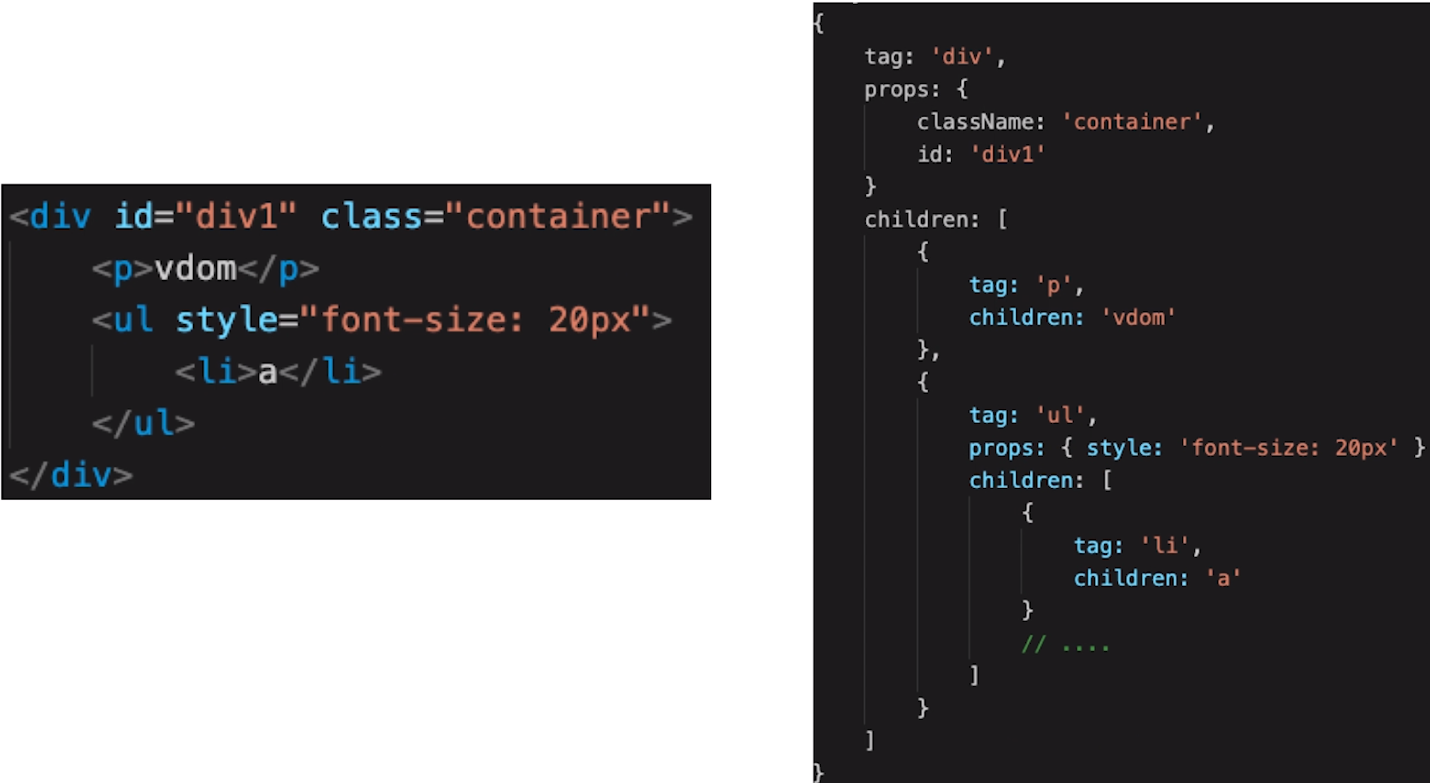 <div id="div1" class="container">
    <p>vdom</p>
    <ul style="font-size: 20px">
        <li>a</li>
    </ul>
</div>
{
    tag: 'div',
    props: {
        className: 'container',
        id: 'div1'
    }
    children: [
        {
            tag: 'p',
            children: 'vdom'
        },
        {
            tag: 'ul',
            props: { style: 'font-size: 20px' }
            children: [
                {
                    tag: 'li',
                    children: 'a'
                }
                // ....
            ]
        }
    ]
}